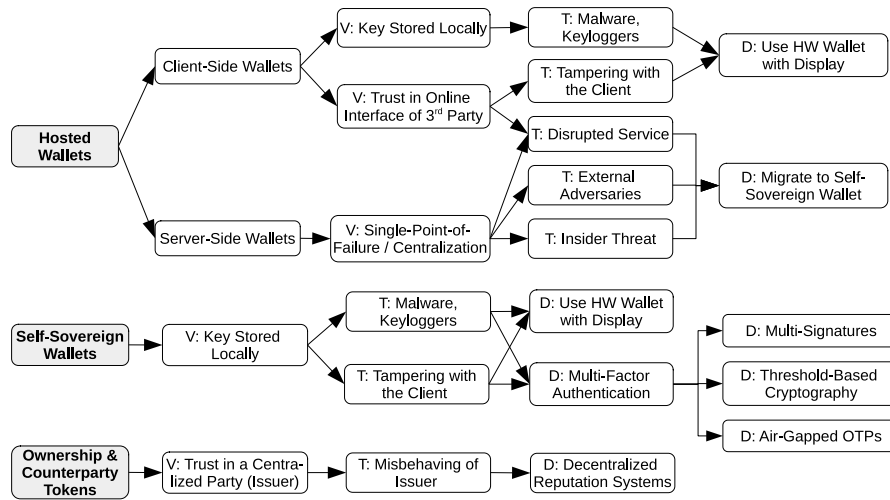 Hosted
Wallets
Client-Side Wallets
Server-Side Wallets
V: Key Stored Locally
V: Trust in Online
Interface of 3rd Party
V: Single-Point-of-
Failure / Centralization
T: Malware,
Keyloggers
T: Tampering with
the Client
T: Disrupted Service
T: External
Adversaries
T: Insider Threat
D: Use HW Wallet
with Display
D: Migrate to Self-
Sovereign Wallet
Self-Sovereign
Wallets
V: Key Stored
Locally
T: Malware,
Keyloggers
T: Tampering with
the Client
D: Use HW Wallet
with Display
D: Multi-Factor
Authentication
D: Multi-Signatures
D: Threshold-Based
Cryptography
D: Air-Gapped OTPs
Ownership &
Counterparty
Tokens
V: Trust in a Centra-
lized Party (Issuer)
T: Misbehaving of
Issuer
D: Decentralized
Reputation Systems